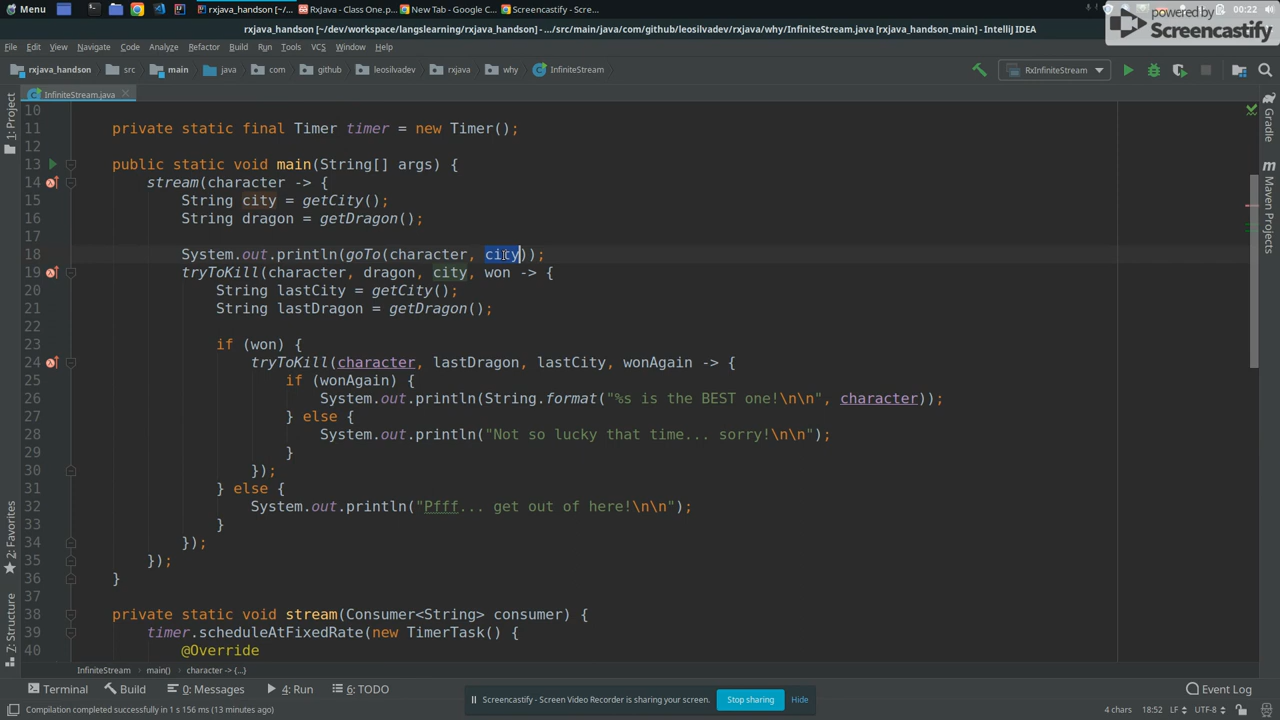 Menu
rxjava_handson [~/...
RxJava - Class One.p...
New Tab - Google C...
Screencastify - Scre...
00:22
powered by
Screencastify
rxjava_handson [~/dev/workspace/langslearning/rxjava_handson] - .../src/main/java/com/github/leosilvadev/rxjava/why/InfiniteStream.java [rxjava_handson_main] - IntelliJ IDEA
File Edit View Navigate Code Analyze Refactor Build Run Tools VCS Window Help
rxjava_handson src main java com github leosilvadev rxjava why InfiniteStream
RxInfiniteStream
InfiniteStream.java
1: Project
2: Favorites
Z: Structure
Gradle
Maven Projects
10
11 private static final Timer timer = new Timer();
12
13 public static void main(String[] args) {
14 stream(character -> {
15 String city = getCity();
16 String dragon = getDragon();
17
18 System.out.println(goTo(character, city));
19 tryToKill(character, dragon, city, won -> {
20 String lastCity = getCity();
21 String lastDragon = getDragon();
22
23 if (won) {
24 tryToKill(character, lastDragon, lastCity, wonAgain -> {
25 if (wonAgain) {
26 System.out.println(String.format("%s is the BEST one!\n\n", character));
27 } else {
28 System.out.println("Not so lucky that time... sorry!\n\n");
29 }
30 });
31 } else {
32 System.out.println("Pfff... get out of here!\n\n");
33 }
34 });
35 });
36 }
37
38 private static void stream(Consumer<String> consumer) {
39 timer.scheduleAtFixedRate(new TimerTask() {
40 @Override
InfiniteStream main() character -> {...}
Terminal Build 0: Messages 4: Run 6: TODO
Screencastify - Screen Video Recorder is sharing your screen. Stop sharing Hide
Event Log
Compilation completed successfully in 1 s 156 ms (13 minutes ago)
4 chars 18:52 LF UTF-8